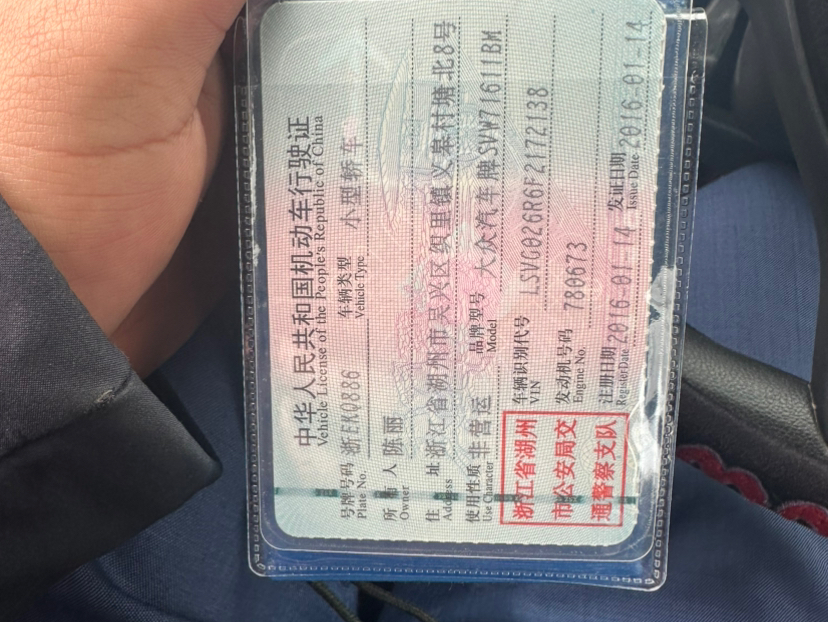 中华人民共和国机动车行驶证
Vehicle License of the People's Republic of China
号牌号码 浙EKQ886 车辆类型 小型轿车
Plate No. Vehicle Type
所有人 陈丽
Owner
住址 浙江省湖州市吴兴区织里镇义皋村塘北8号
Address
使用性质 非营运 品牌型号 大众汽车牌SVW71611BM
Use Character Model
车辆识别代号 LSVG026R6F2172138
VIN
发动机号码 780673
Engine No.
注册日期 2016-01-14 发证日期 2016-01-14
Register Date Issue Date
浙江省湖州
市公安局交
通警察支队